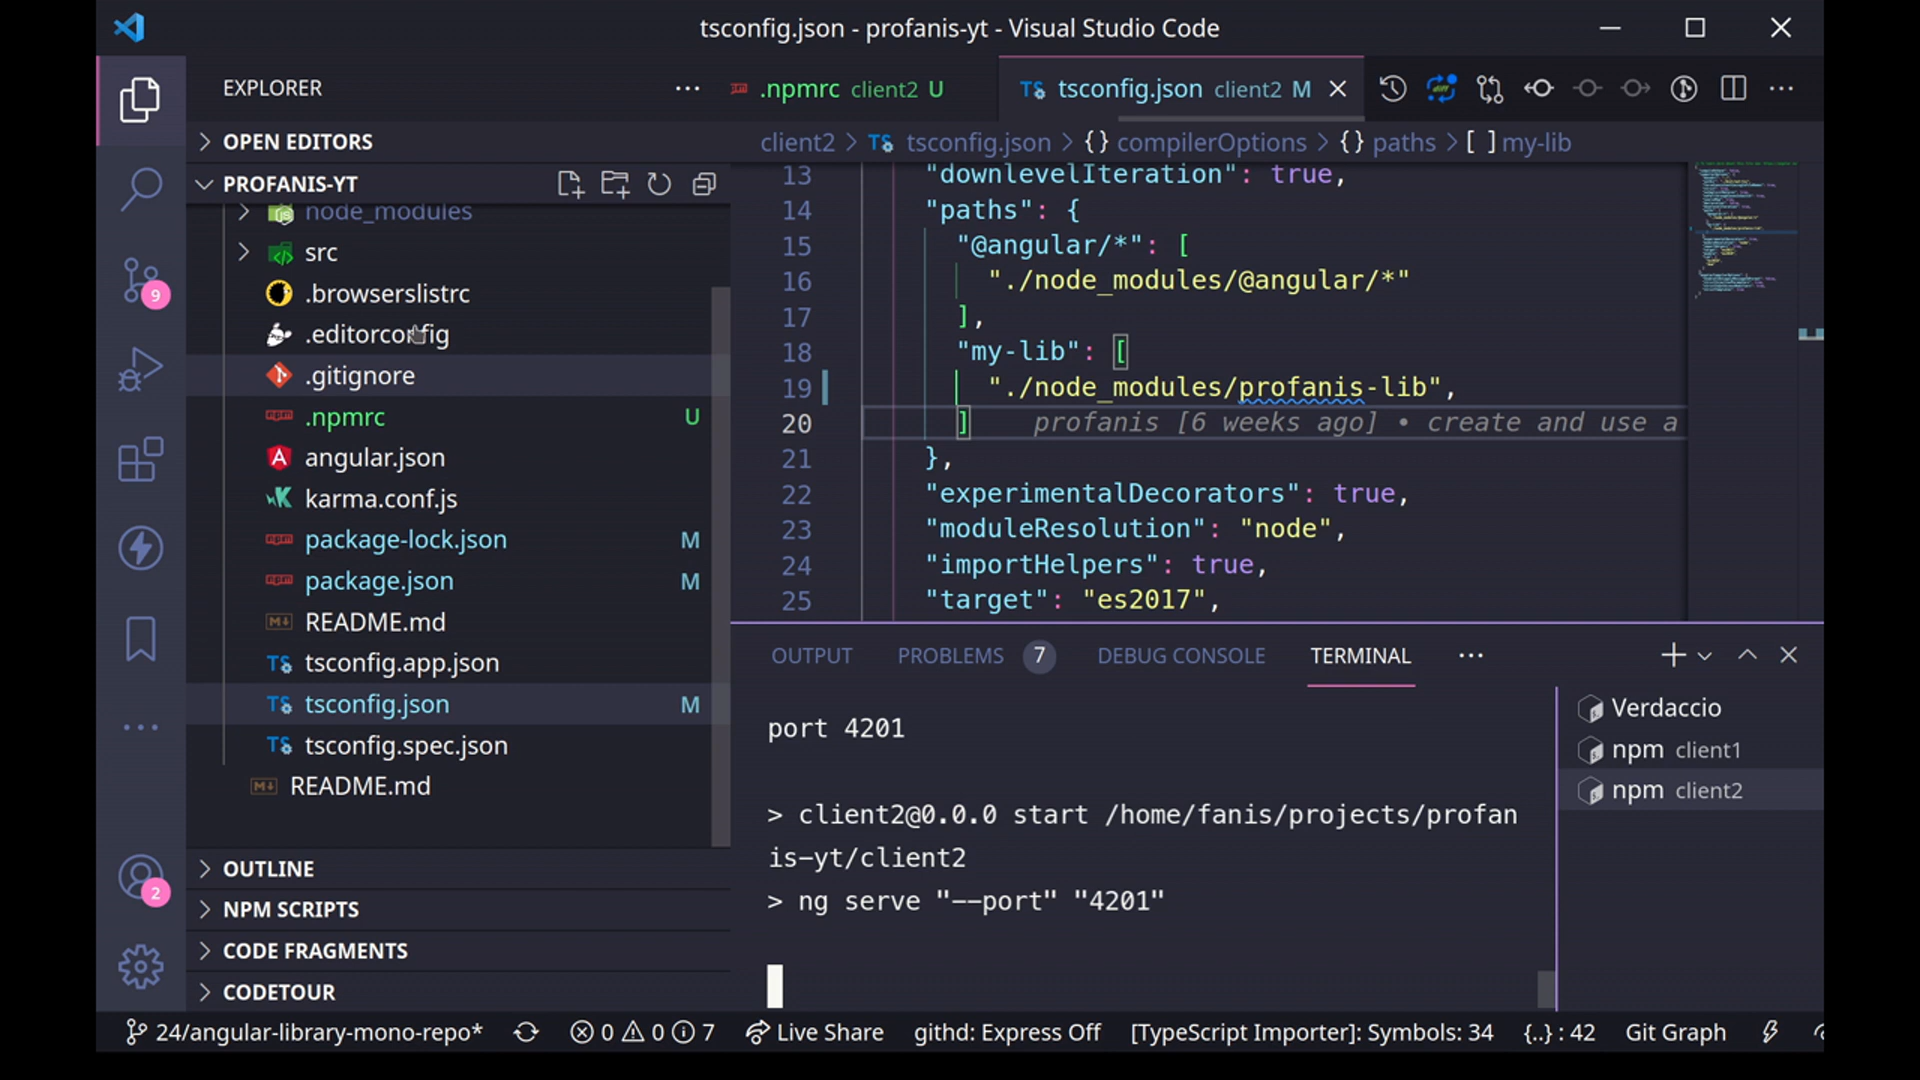 tsconfig.json - profanis-yt - Visual Studio Code
EXPLORER
.npmrc client2 U
TS tsconfig.json client2 M
OPEN EDITORS
client2 > TS tsconfig.json > {} compilerOptions > {} paths > [ ] my-lib
PROFANIS-YT
node_modules
src
.browserslistrc
.editorconfig
.gitignore
.npmrc U
angular.json
karma.conf.js
package-lock.json M
package.json M
README.md
TS tsconfig.app.json
TS tsconfig.json M
TS tsconfig.spec.json
README.md
OUTLINE
NPM SCRIPTS
CODE FRAGMENTS
CODETOUR
9
2
13 "downlevelIteration": true,
14 "paths": {
15 "@angular/*": [
16 "./node_modules/@angular/*"
17 ],
18 "my-lib": [
19 "./node_modules/profanis-lib",
20 ] profanis [6 weeks ago] • create and use a
21 },
22 "experimentalDecorators": true,
23 "moduleResolution": "node",
24 "importHelpers": true,
25 "target": "es2017",
OUTPUT PROBLEMS 7 DEBUG CONSOLE TERMINAL
port 4201
> client2@0.0.0 start /home/fanis/projects/profan
is-yt/client2
> ng serve "--port" "4201"
Verdaccio
npm client1
npm client2
24/angular-library-mono-repo* 0 0 7 Live Share githd: Express Off [TypeScript Importer]: Symbols: 34 {..} : 42 Git Graph